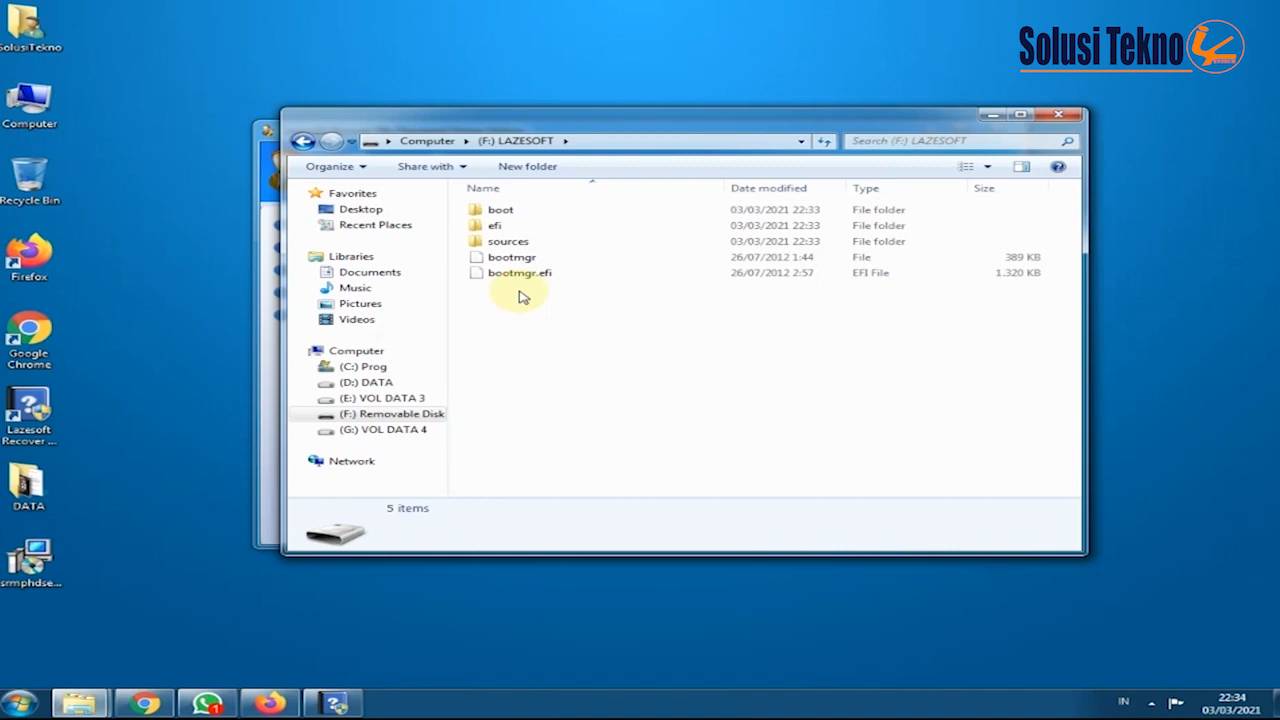 Solusi Tekno
SolusiTekno
Computer
Recycle Bin
Firefox
Google
Chrome
Lazesoft
Recover ...
DATA
srmphdse...
Computer
(F:) LAZESOFT
Search (F:) LAZESOFT
Organize
Share with
New folder
Favorites
Desktop
Recent Places
Libraries
Documents
Music
Pictures
Videos
Computer
(C:) Prog
(D:) DATA
(E:) VOL DATA 3
(F:) Removable Disk
(G:) VOL DATA 4
Network
Name Date modified Type Size
boot 03/03/2021 22:33 File folder
efi 03/03/2021 22:33 File folder
sources 03/03/2021 22:33 File folder
bootmgr 26/07/2012 1:44 File 389 KB
bootmgr.efi 26/07/2012 2:57 EFI File 1.320 KB
5 items
1
IN
22:34
03/03/2021